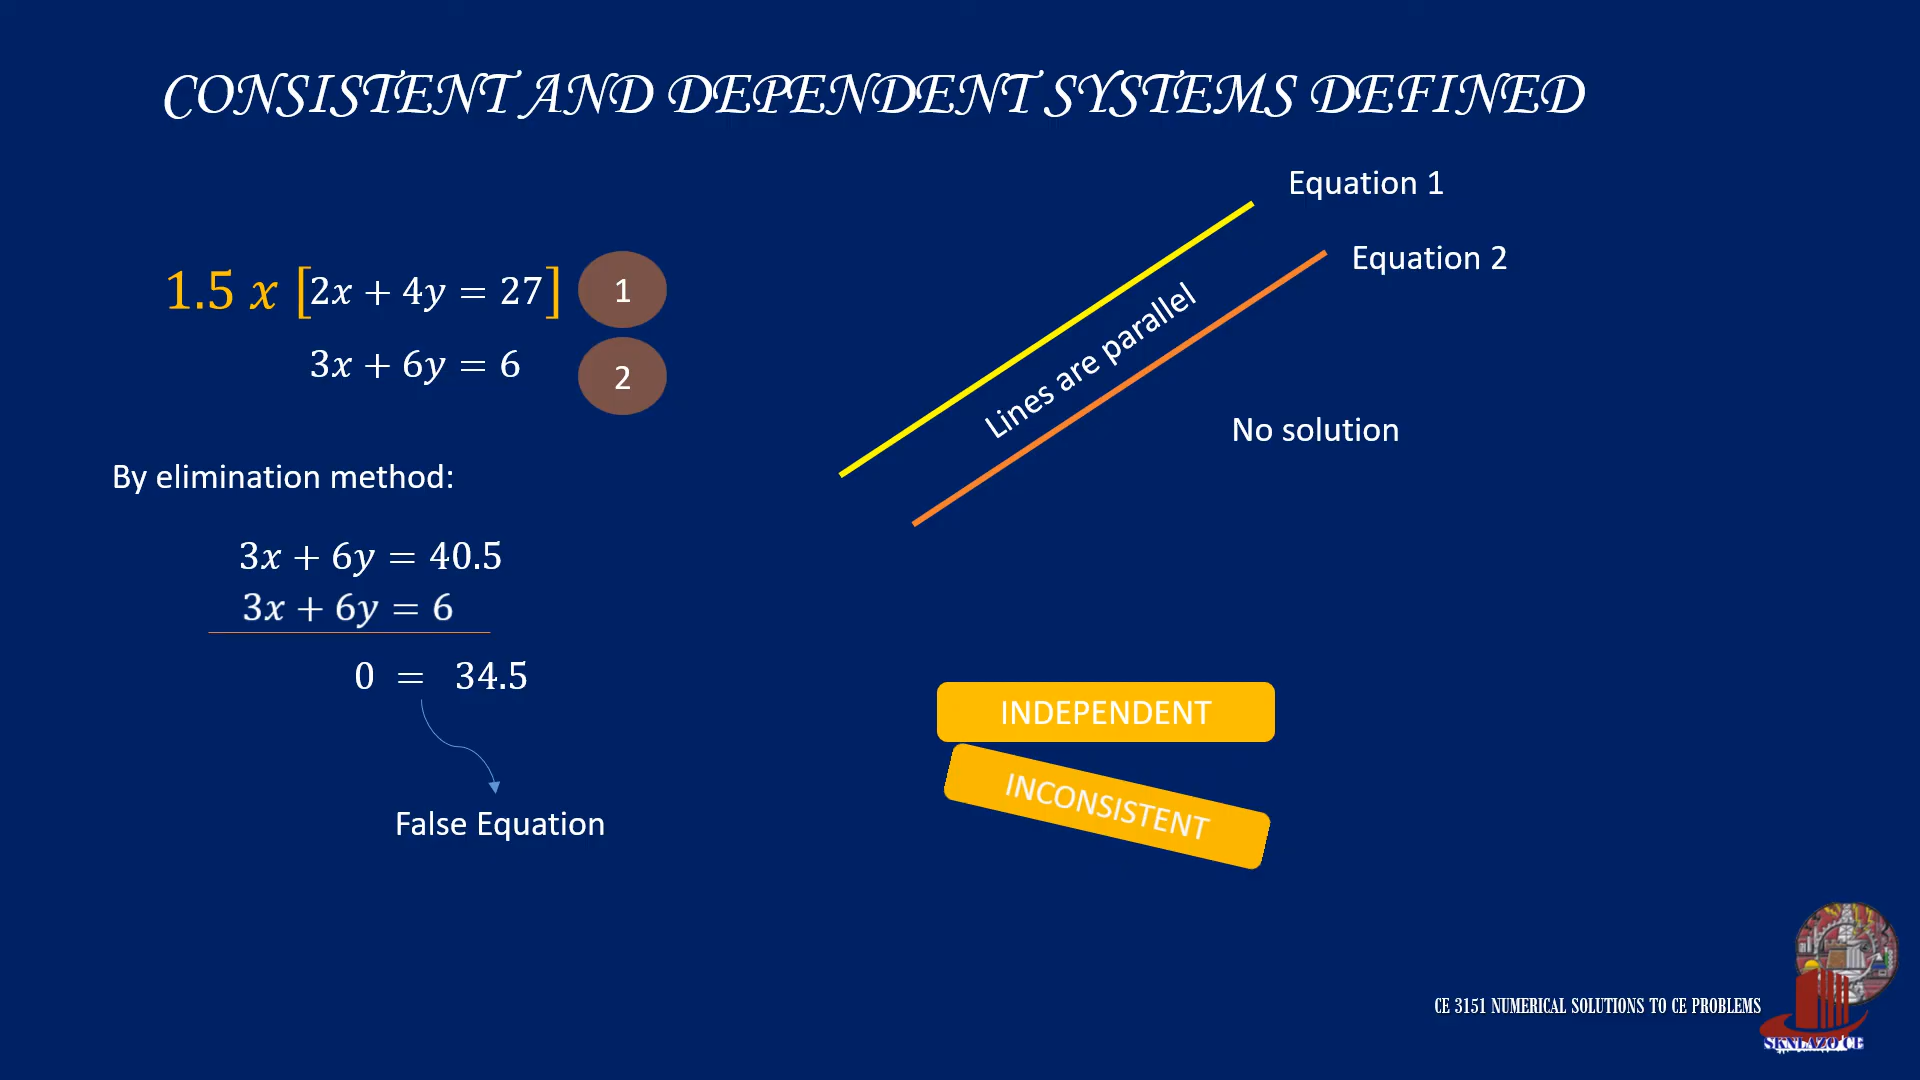 CONSISTENT AND DEPENDENT SYSTEMS DEFINED
1.5 x [2x + 4y = 27] 1
3x + 6y = 6 2
By elimination method:
3x + 6y = 40.5
3x + 6y = 6
0 = 34.5
False Equation
Equation 1
Equation 2
Lines are parallel
No solution
INDEPENDENT
INCONSISTENT
CE 3151 NUMERICAL SOLUTIONS TO CE PROBLEMS
SKNLAZO CE